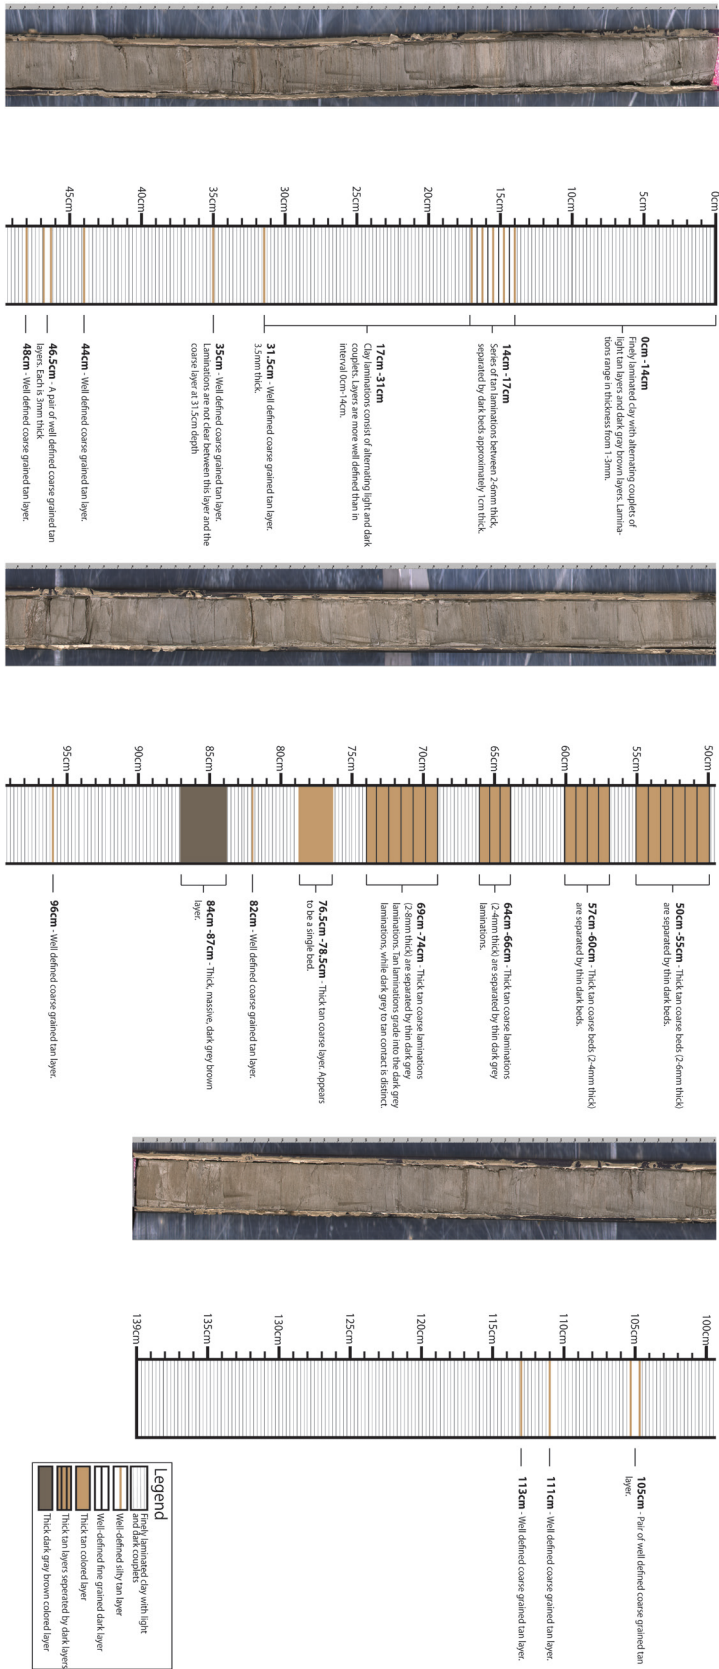 0cm
5cm
10cm
15cm
20cm
25cm
30cm
35cm
40cm
45cm
0cm -14cm
Finely laminated clay with alternating couplets of
light tan layers and dark gray brown layers. Lamina-
tions range in thickness from 1-3mm.
14cm -17cm
Series of tan laminations between 2-6mm thick,
separated by dark beds approximately 1cm thick.
17cm -31cm
Clay laminations consist of alternating light and dark
couplets. Layers are more well defined than in
interval 0cm-14cm.
31.5cm - Well defined coarse grained tan layer.
3.5mm thick.
35cm - Well defined coarse grained tan layer.
Laminations are not clear between this layer and the
coarse layer at 31.5cm depth
44cm - Well defined coarse grained tan layer.
46.5cm - A pair of well defined coarse grained tan
layers. Each is 3mm thick
48cm - Well defined coarse grained tan layer.
50cm
55cm
60cm
65cm
70cm
75cm
80cm
85cm
90cm
95cm
50cm -55cm - Thick tan coarse beds (2-6mm thick)
are separated by thin dark beds.
57cm -60cm - Thick tan coarse beds (2-4mm thick)
are separated by thin dark beds.
64cm -66cm - Thick tan coarse laminations
(2-4mm thick) are separated by thin dark grey
laminations.
69cm -74cm - Thick tan coarse laminations
(2-8mm thick) are separated by thin dark grey
laminations. Tan laminations grade into the dark grey
laminations, while dark grey to tan contact is distinct.
76.5cm -78.5cm - Thick tan coarse layer. Appears
to be a single bed.
82cm - Well defined coarse grained tan layer.
84cm -87cm - Thick, massive, dark grey brown
layer.
96cm - Well defined coarse grained tan layer.
100cm
105cm
110cm
115cm
120cm
125cm
130cm
135cm
139cm
105cm - Pair of well defined coarse grained tan
layer.
111cm - Well defined coarse grained tan layer.
113cm - Well defined coarse grained tan layer.
Legend
Finely laminated clay with light
and dark couplets
Well-defined silty tan layer
Well-defined fine grained dark layer
Thick tan colored layer
Thick tan layers seperated by dark layers
Thick dark gray brown colored layer